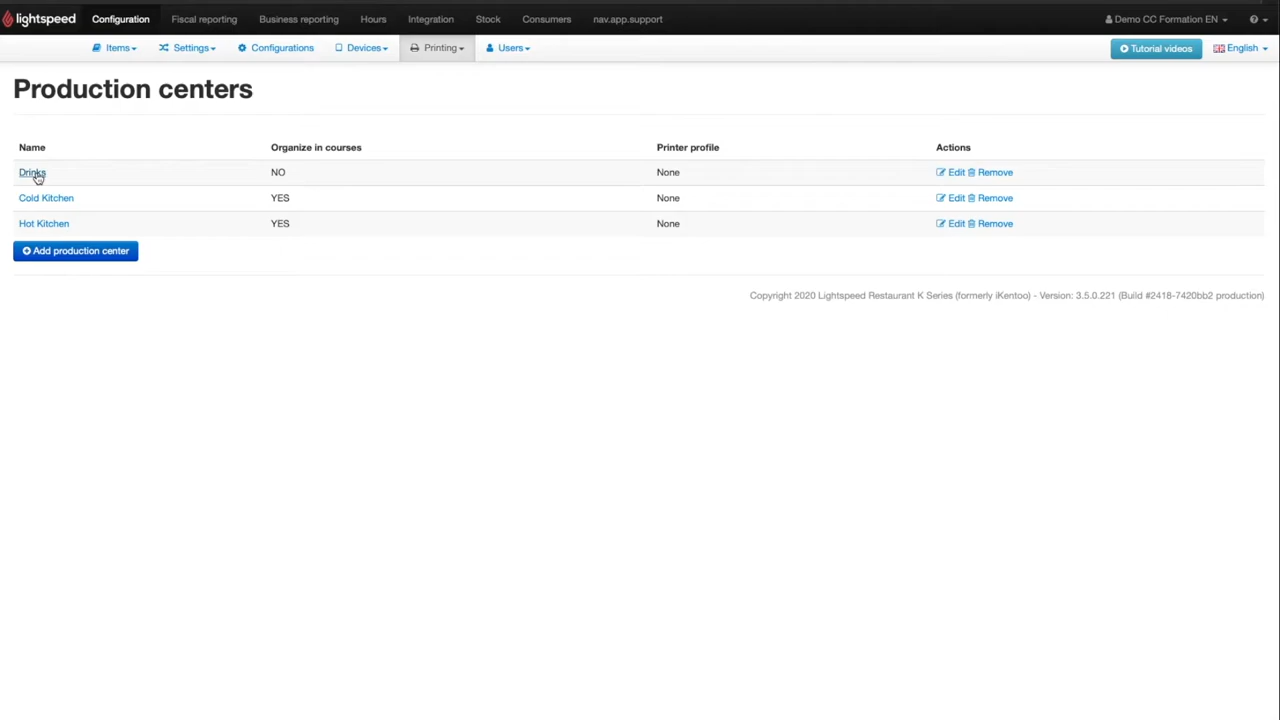 lightspeed Configuration Fiscal reporting Business reporting Hours Integration Stock Consumers nav.app.support Demo CC Formation EN
Items Settings Configurations Devices Printing Users Tutorial videos English
Production centers
Name Organize in courses Printer profile Actions
Drinks NO None Edit Remove
Cold Kitchen YES None Edit Remove
Hot Kitchen YES None Edit Remove
Add production center
Copyright 2020 Lightspeed Restaurant K Series (formerly iKentoo) - Version: 3.5.0.221 (Build #2418-7420bb2 production)